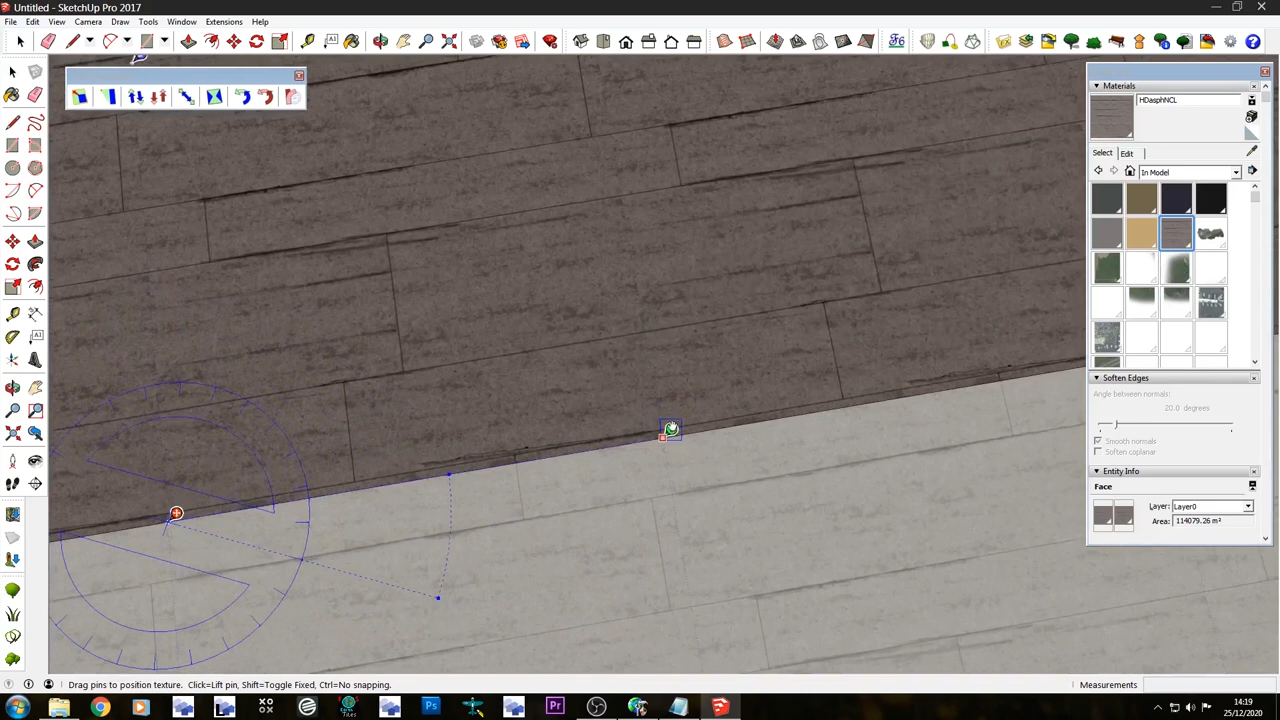 Untitled - SketchUp Pro 2017
File Edit View Camera Draw Tools Window Extensions Help
Materials
HDasphNCL
Select Edit
In Model
Soften Edges
Angle between normals:
20.0 degrees
Smooth normals
Soften coplanar
Entity Info
Face
Layer: Layer0
Area: 114079.26 m²
Drag pins to position texture. Click=Lift pin, Shift=Toggle Fixed, Ctrl=No snapping.
Measurements
14:19
25/12/2020